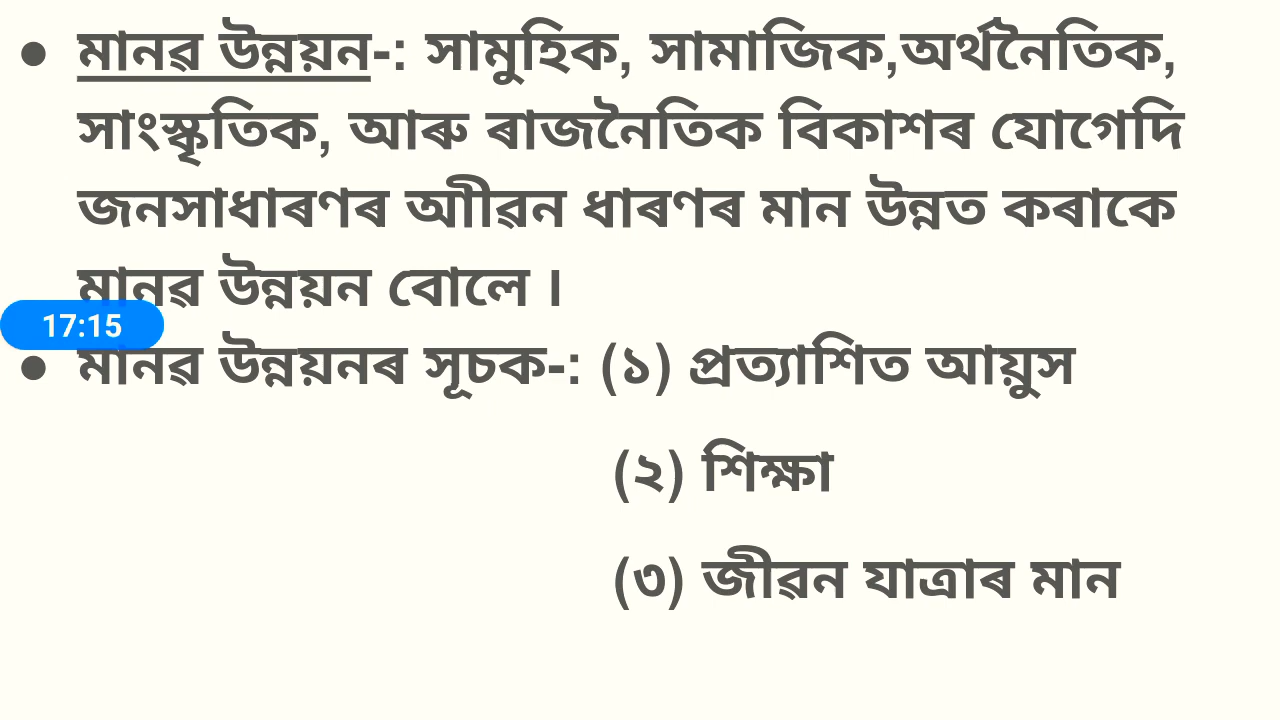 ● মানৱ উন্নয়ন-: সামুহিক, সামাজিক,অৰ্থনৈতিক,
সাংস্কৃতিক, আৰু ৰাজনৈতিক বিকাশৰ যোগেদি
জনসাধাৰণৰ আীৱন ধাৰণৰ মান উন্নত কৰাকে
মানৱ উন্নয়ন বোলে ।
17:15
● মানৱ উন্নয়নৰ সূচক-: (১) প্ৰত্যাশিত আয়ুস
(২) শিক্ষা
(৩) জীৱন যাত্ৰাৰ মান